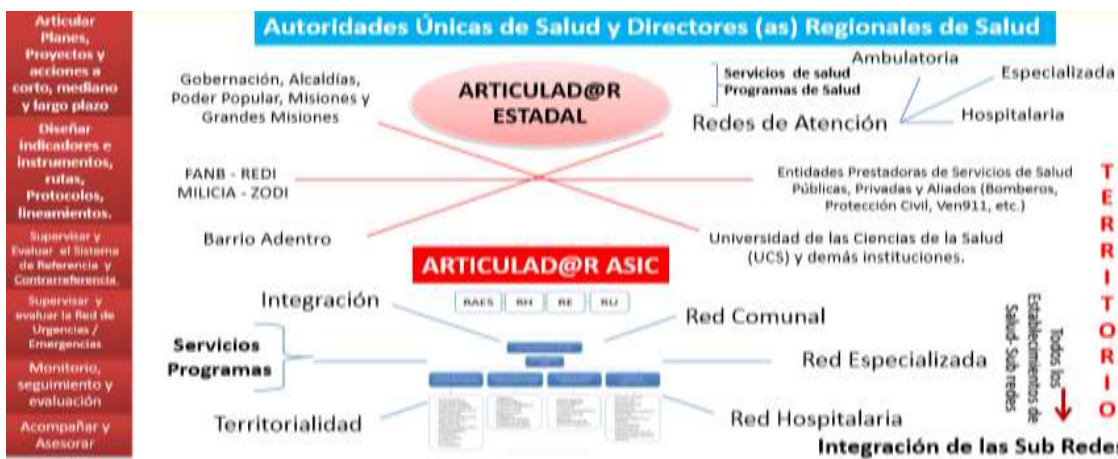 Articular
Planes,
Proyectos y
acciones a
corto, mediano
y largo plazo
Diseñar
indicadores e
instrumentos,
rutas,
Protocolos,
lineamientos.
Supervisar y
Evaluar el Sistema
de Referencia y
Contrarreferencia
Supervisar y
evaluar la Red de
Urgencias /
Emergencias
Monitorio,
seguimiento y
evaluación
Acompañar y
Asesorar
Autoridades Únicas de Salud y Directores (as) Regionales de Salud
Gobernación, Alcaldías,
Poder Popular, Misiones y
Grandes Misiones
ARTICULAD@R
ESTADAL
Servicios de salud
Programas de Salud
Redes de Atención
Ambulatoria
Especializada
Hospitalaria
FANB - REDI
MILICIA - ZODI
Entidades Prestadoras de Servicios de Salud
Públicas, Privadas y Aliados (Bomberos,
Protección Civil, Ven911, etc.)
Barrio Adentro
Universidad de las Ciencias de la Salud
(UCS) y demás instituciones.
ARTICULAD@R ASIC
RAES RH RE RU
Integración
Servicios
Programas
Territorialidad
Red Comunal
Red Especializada
Red Hospitalaria
Todos los
Establecimientos de
Salud- Sub redes
TERRITORIO
Integración de las Sub Redes